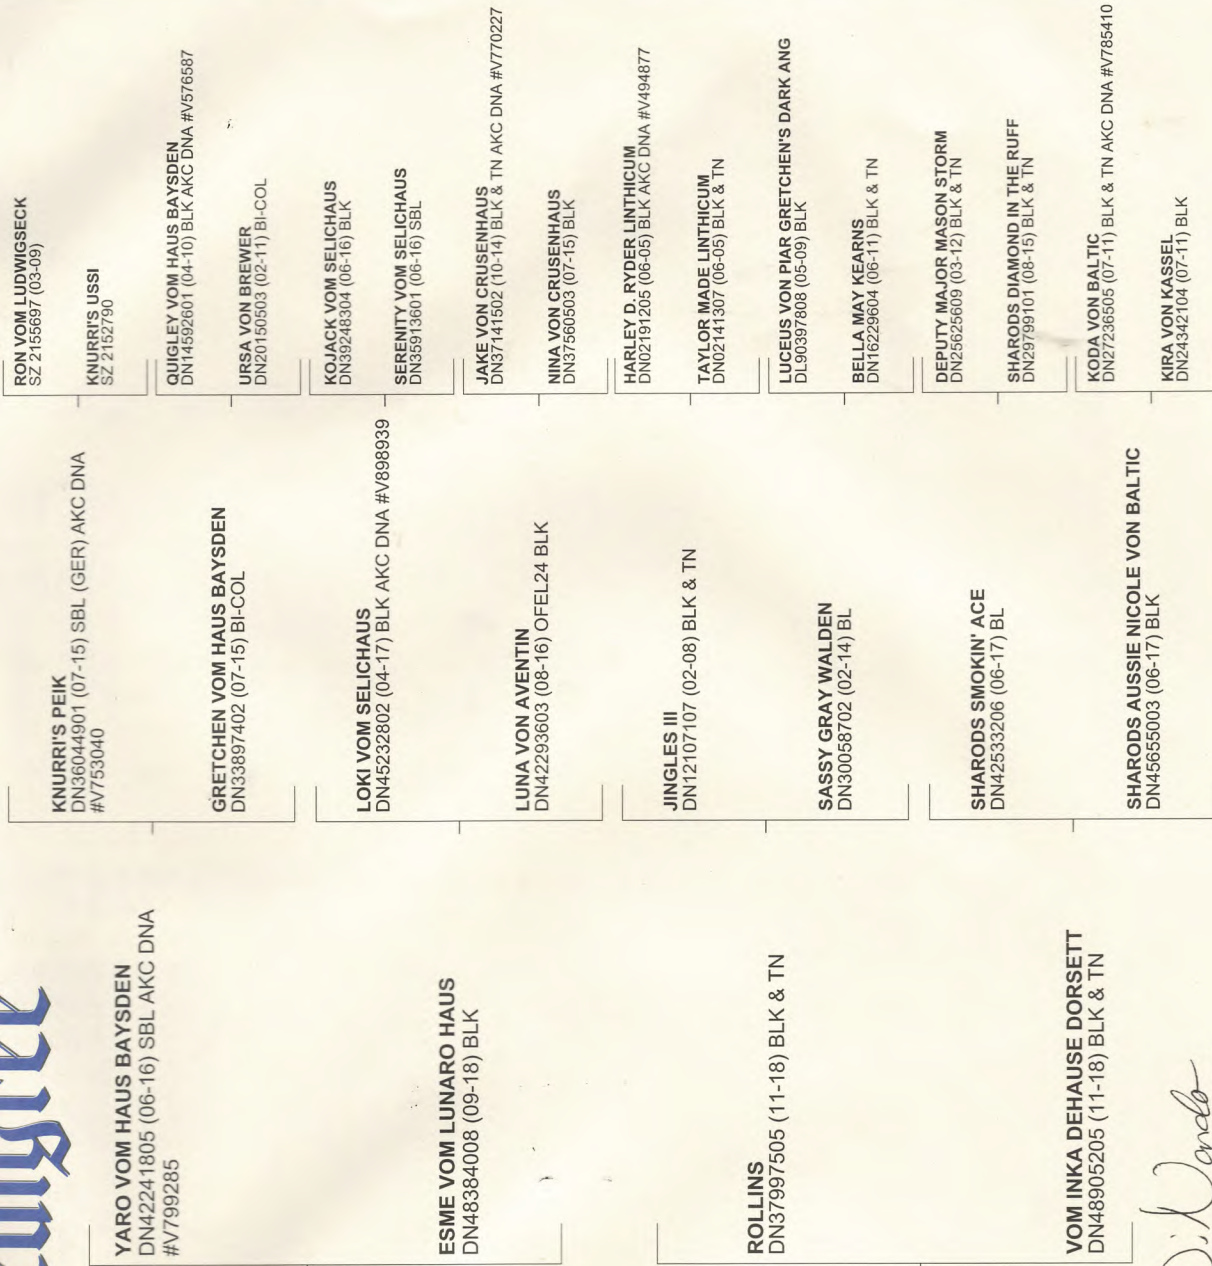 YARO VOM HAUS BAYSDEN
DN42241805 (06-16) SBL AKC DNA
#V799285
ESME VOM LUNARO HAUS
DN48384008 (09-18) BLK
ROLLINS
DN37997505 (11-18) BLK & TN
VOM INKA DEHAUSE DORSETT
DN48905205 (11-18) BLK & TN
KNURRI'S PEIK
DN36044901 (07-15) SBL (GER) AKC DNA
#V753040
GRETCHEN VOM HAUS BAYSDEN
DN33897402 (07-15) BI-COL
LOKI VOM SELICHAUS
DN45232802 (04-17) BLK AKC DNA #V898939
LUNA VON AVENTIN
DN42293603 (08-16) OFEL24 BLK
JINGLES III
DN12107107 (02-08) BLK & TN
SASSY GRAY WALDEN
DN30058702 (02-14) BL
SHARODS SMOKIN' ACE
DN42533206 (06-17) BL
SHARODS AUSSIE NICOLE VON BALTIC
DN45655003 (06-17) BLK
RON VOM LUDWIGSECK
SZ 2155697 (03-09)
KNURRI'S USSI
SZ 2152790
QUIGLEY VOM HAUS BAYSDEN
DN14592601 (04-10) BLK AKC DNA #V576587
URSA VON BREWER
DN20150503 (02-11) BI-COL
KOJACK VOM SELICHAUS
DN39248304 (06-16) BLK
SERENITY VOM SELICHAUS
DN35913601 (06-16) SBL
JAKE VON CRUSENHAUS
DN37141502 (10-14) BLK & TN AKC DNA #V770227
NINA VON CRUSENHAUS
DN37560503 (07-15) BLK
HARLEY D. RYDER LINTHICUM
DN02191205 (06-05) BLK AKC DNA #V494877
TAYLOR MADE LINTHICUM
DN02141307 (06-05) BLK & TN
LUCEUS VON PIAR GRETCHEN'S DARK ANG
DL90397808 (05-09) BLK
BELLA MAY KEARNS
DN16229604 (06-11) BLK & TN
DEPUTY MAJOR MASON STORM
DN25625609 (03-12) BLK & TN
SHARODS DIAMOND IN THE RUFF
DN29799101 (08-15) BLK & TN
KODA VON BALTIC
DN27236505 (07-11) BLK & TN AKC DNA #V785410
KIRA VON KASSEL
DN24342104 (07-11) BLK